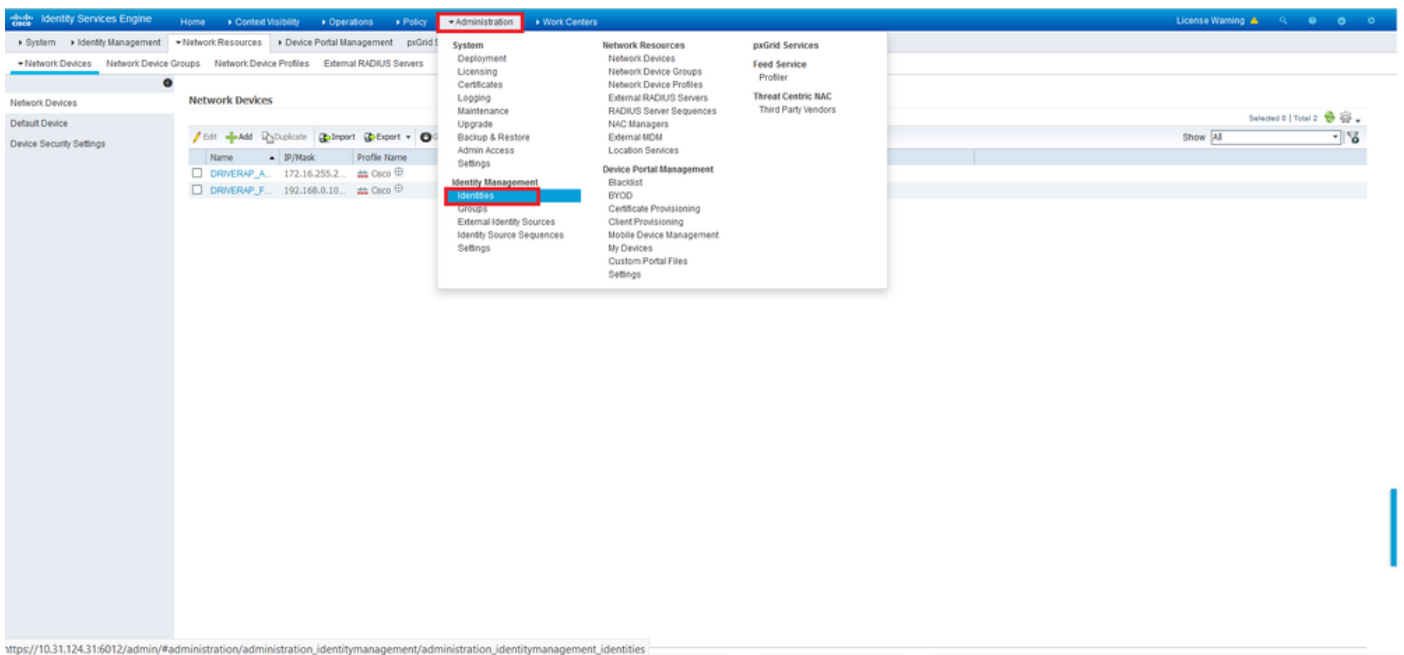 cisco Identity Services Engine Home Context Visibility Operations Policy Administration Work Centers License Warning
System Identity Management Network Resources Device Portal Management pxGrid S
Network Devices Network Device Groups Network Device Profiles External RADIUS Servers
Network Devices
Default Device
Device Security Settings
Network Devices
Selected 0 | Total 2
Edit Add Duplicate Import Export G
Show All
Name IP/Mask Profile Name
DRIVERAP_A... 172.16.255.2... Cisco
DRIVERAP_F... 192.168.0.10... Cisco
System
Deployment
Licensing
Certificates
Logging
Maintenance
Upgrade
Backup & Restore
Admin Access
Settings
Identity Management
Identities
Groups
External Identity Sources
Identity Source Sequences
Settings
Network Resources
Network Devices
Network Device Groups
Network Device Profiles
External RADIUS Servers
RADIUS Server Sequences
NAC Managers
External MDM
Location Services
Device Portal Management
Blacklist
BYOD
Certificate Provisioning
Client Provisioning
Mobile Device Management
My Devices
Custom Portal Files
Settings
pxGrid Services
Feed Service
Profiler
Threat Centric NAC
Third Party Vendors
https://10.31.124.31:6012/admin/#administration/administration_identitymanagement/administration_identitymanagement_identities